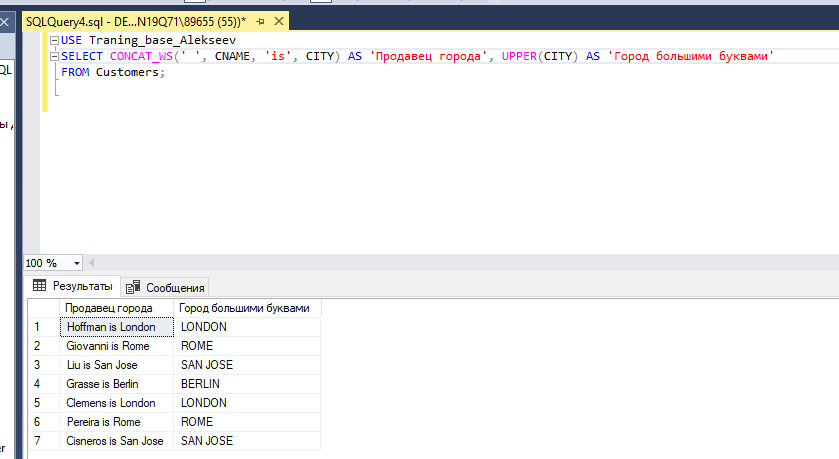 SQLQuery4.sql - DE...N19Q71\89655 (55))*
QL
USE Traning_base_Alekseev
SELECT CONCAT_WS(' ', CNAME, 'is', CITY) AS 'Продавец города', UPPER(CITY) AS 'Город большими буквами'
FROM Customers;
100 %
Результаты Сообщения
Продавец города Город большими буквами
1 Hoffman is London LONDON
2 Giovanni is Rome ROME
3 Liu is San Jose SAN JOSE
4 Grasse is Berlin BERLIN
5 Clemens is London LONDON
6 Pereira is Rome ROME
7 Cisneros is San Jose SAN JOSE
er